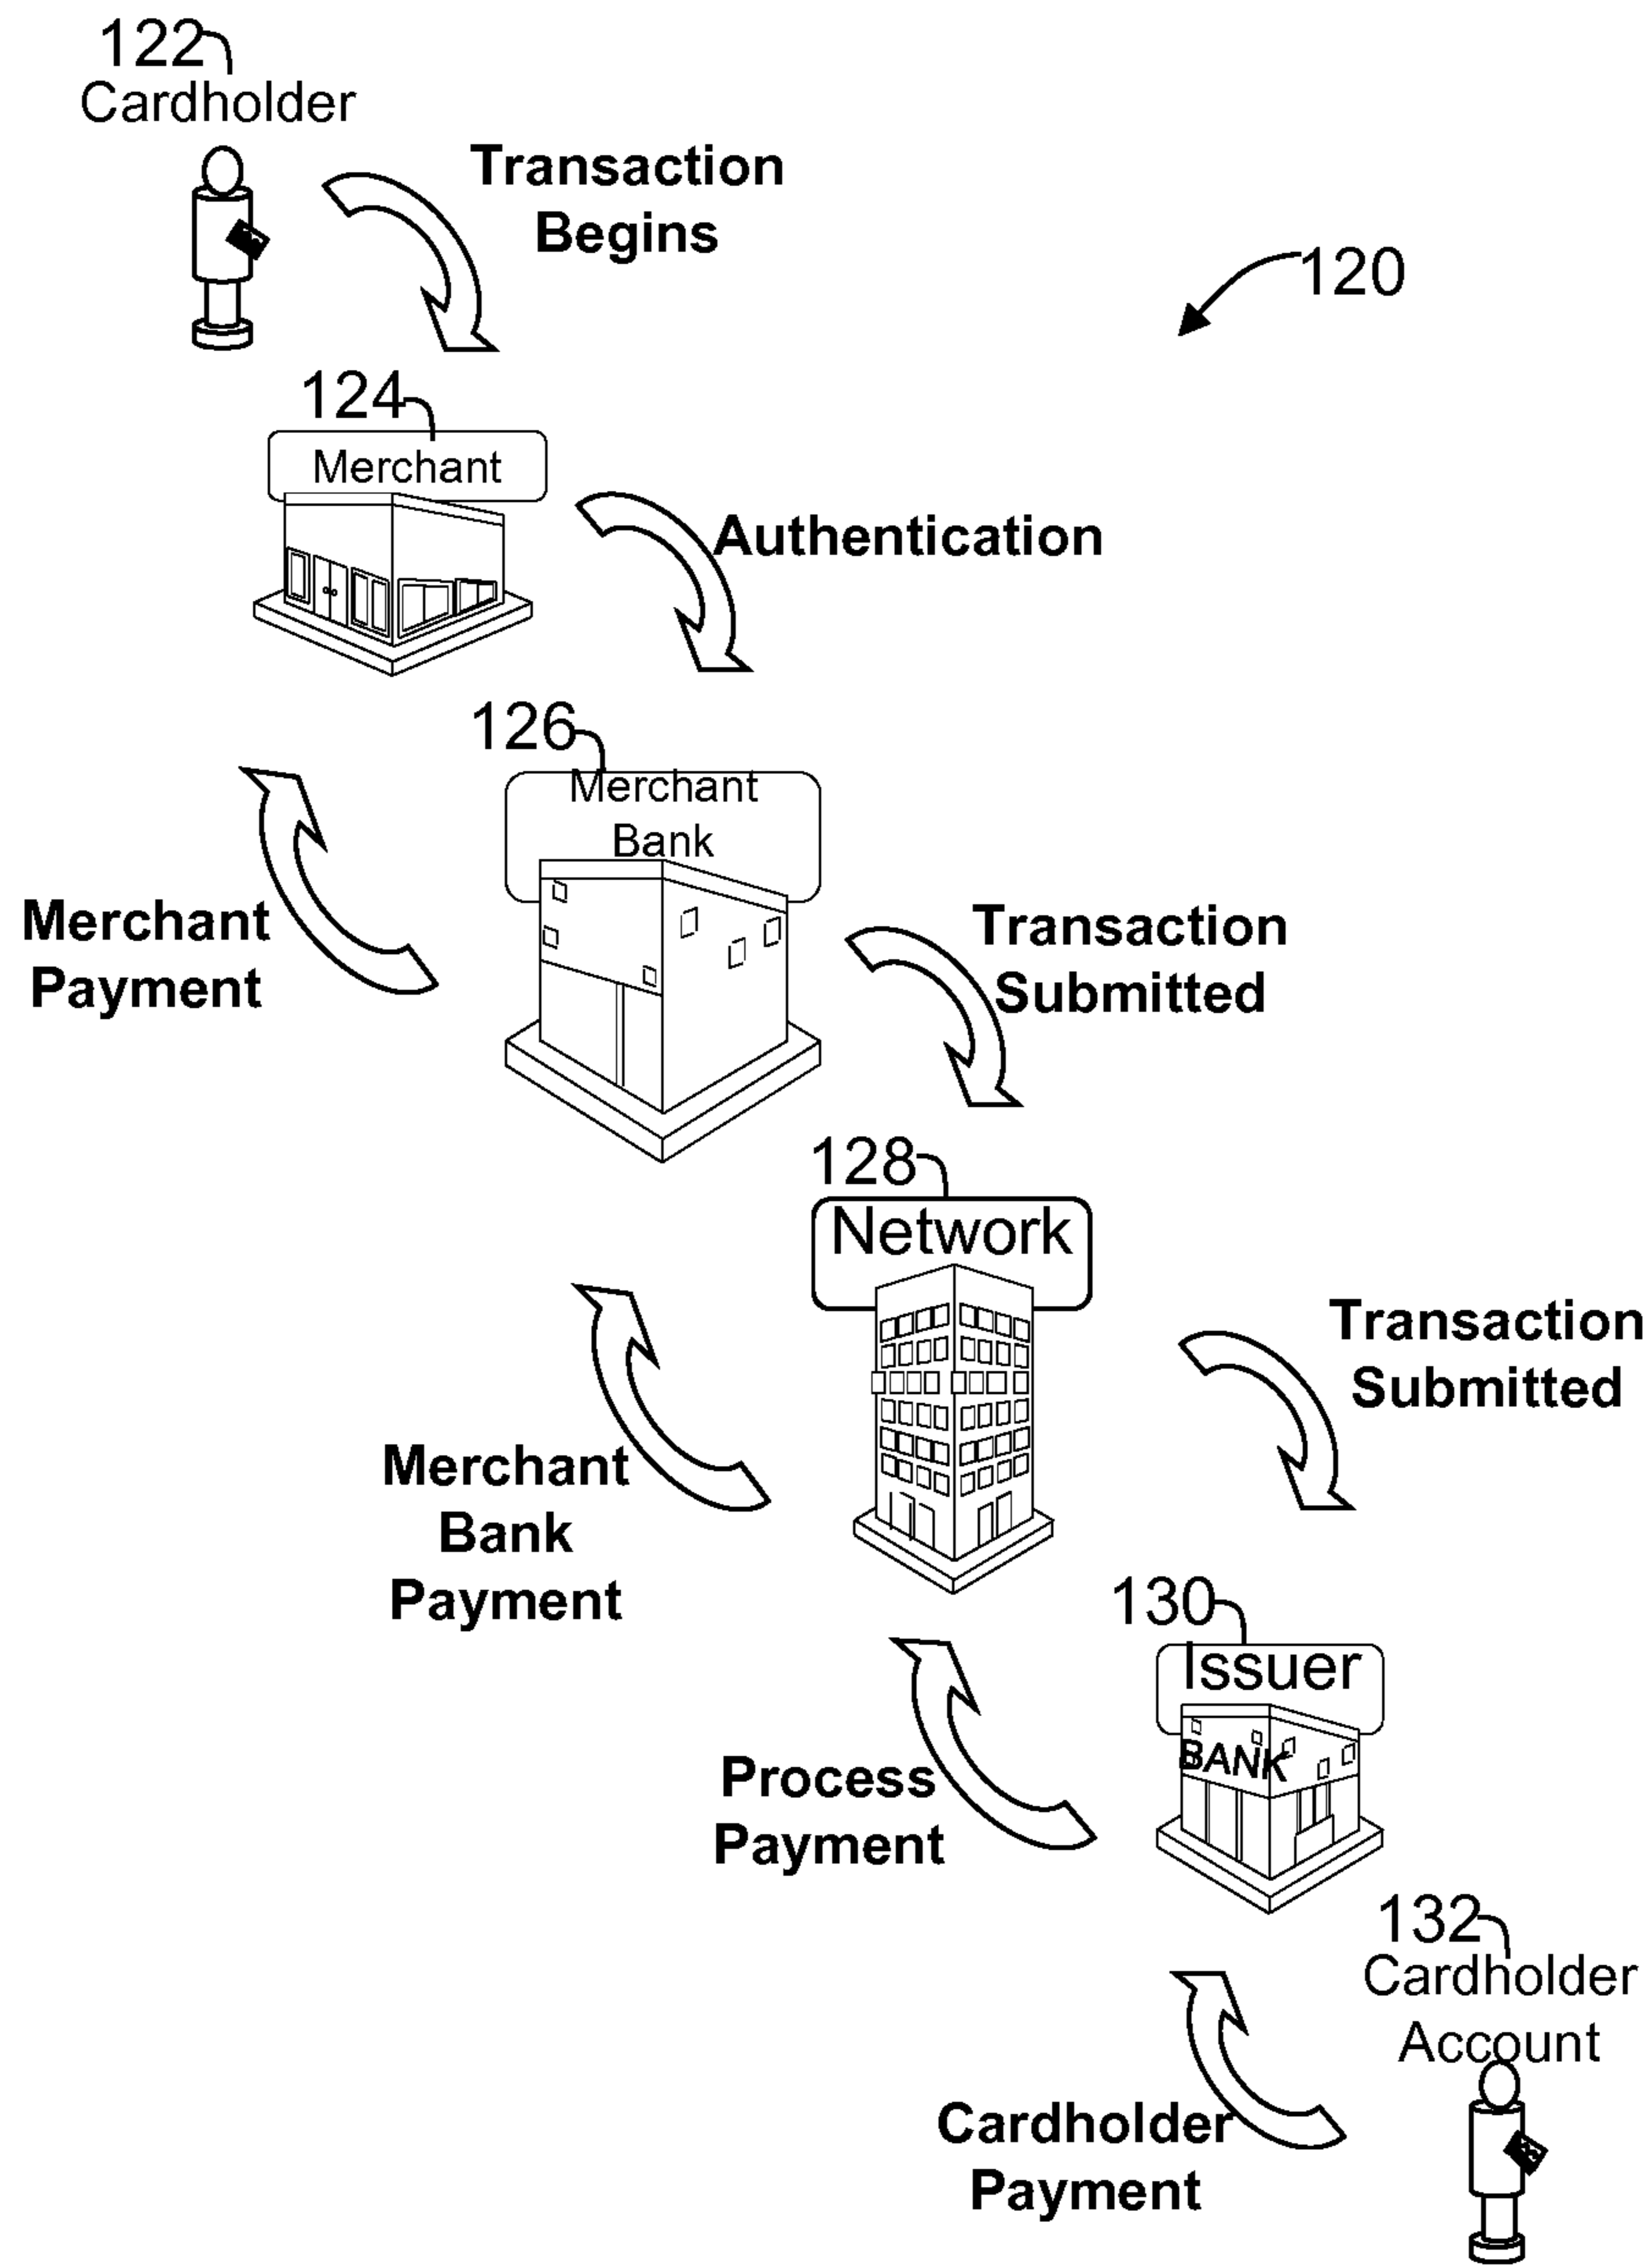 122
Cardholder
Transaction
Begins
120
124
Merchant
Authentication
126
Merchant
Bank
Merchant
Payment
Transaction
Submitted
128
Network
Transaction
Submitted
Merchant
Bank
Payment
130
Issuer
BANK
Process
Payment
132
Cardholder
Account
Cardholder
Payment